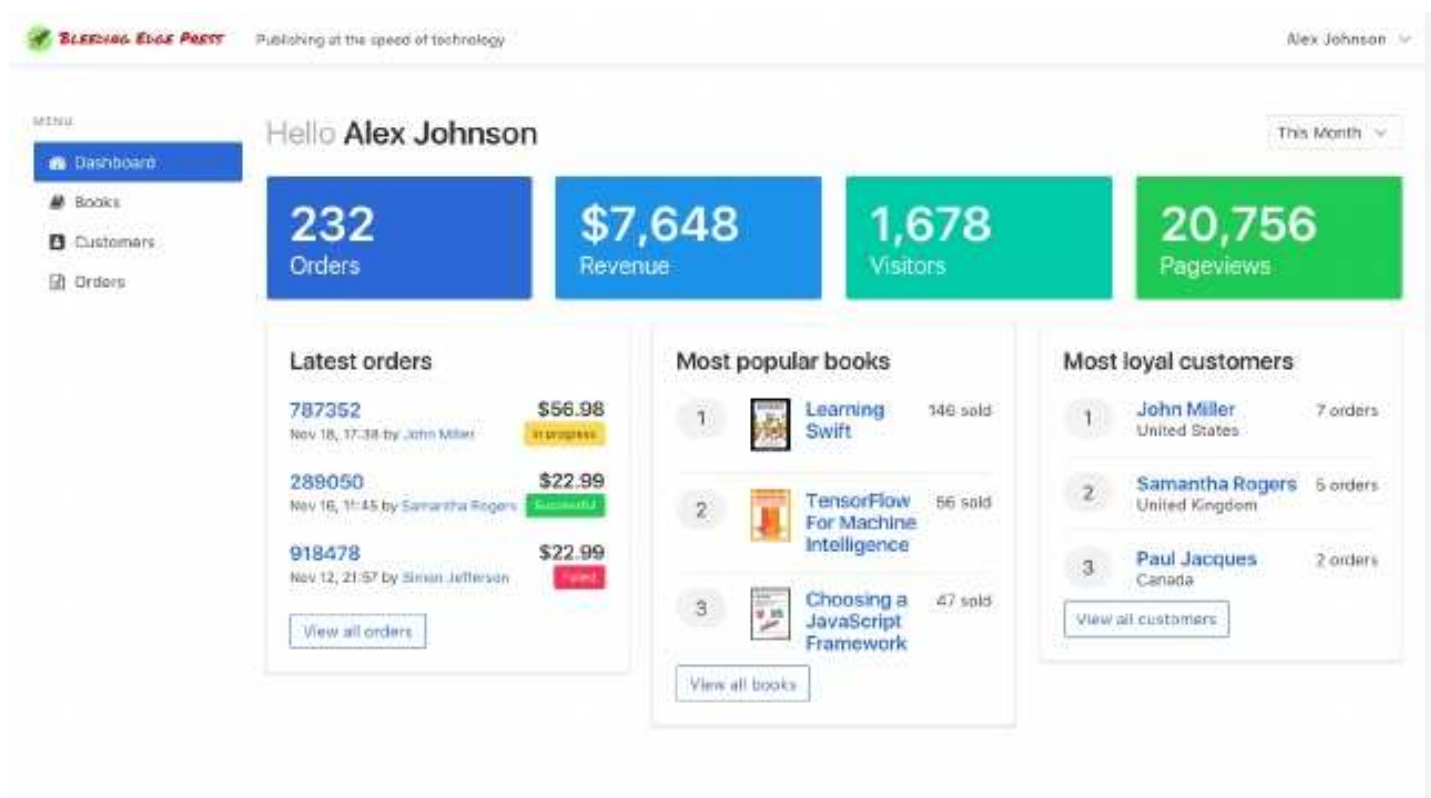 BLEEDING EDGE PRESS
Publishing at the speed of technology
Alex Johnson
MENU
Dashboard
Books
Customers
Orders
Hello Alex Johnson
This Month
232
Orders
$7,648
Revenue
1,678
Visitors
20,756
Pageviews
Latest orders
787352
$56.98
Nov 18, 17:38 by John Miller
In progress
289050
$22.99
Nov 16, 11:45 by Samantha Rogers
Successful
918478
$22.99
Nov 12, 21:57 by Simon Jefferson
Failed
View all orders
Most popular books
1
Learning
Swift
146 sold
2
TensorFlow
For Machine
Intelligence
56 sold
3
Choosing a
JavaScript
Framework
47 sold
View all books
Most loyal customers
1
John Miller
United States
7 orders
2
Samantha Rogers
United Kingdom
5 orders
3
Paul Jacques
Canada
2 orders
View all customers